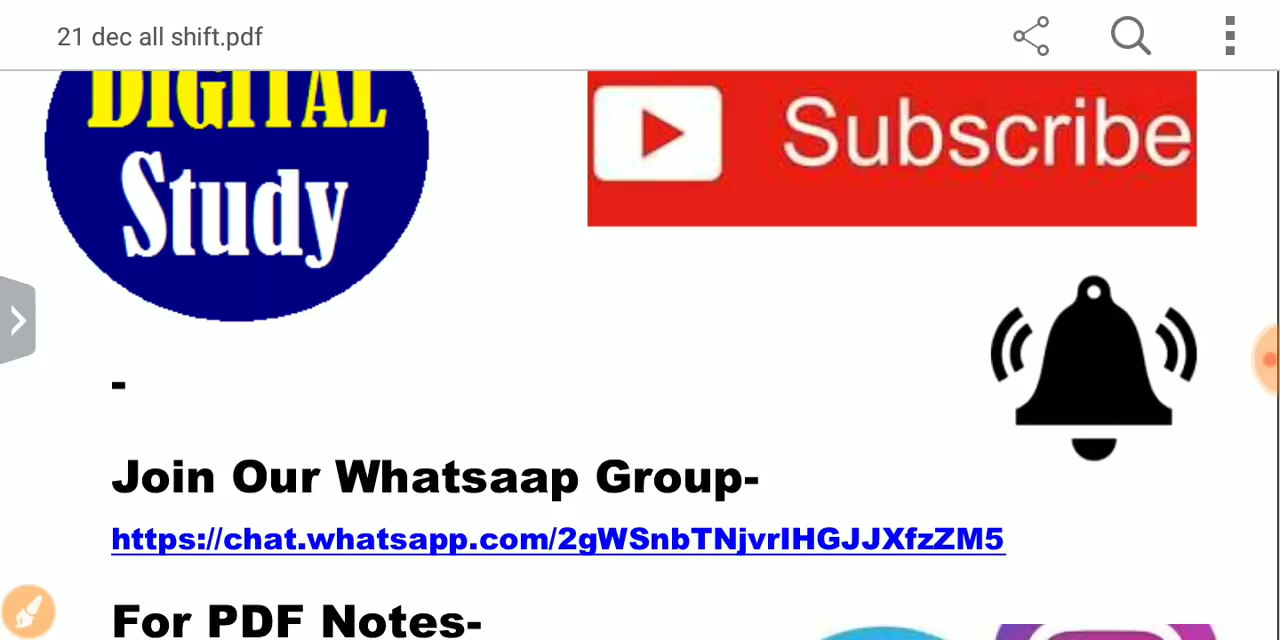 21 dec all shift.pdf
DIGITAL
Study
Subscribe
-
Join Our Whatsaap Group-
https://chat.whatsapp.com/2gWSnbTNjvrIHGJJXfzZM5
For PDF Notes-